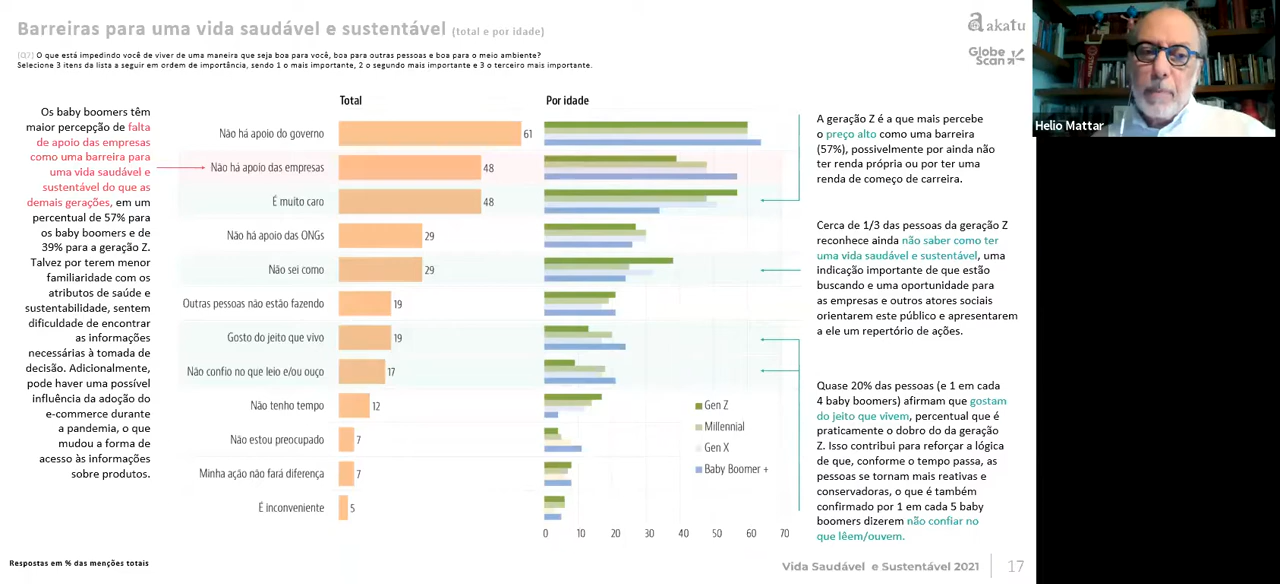 Barreiras para uma vida saudável e sustentável (total e por idade)
(Q7) O que está impedindo você de viver de uma maneira que seja boa para você, boa para outras pessoas e boa para o meio ambiente?
Selecione 3 itens da lista a seguir em ordem de importância, sendo 1 o mais importante, 2 o segundo mais importante e 3 o terceiro mais importante.
akatu
Globe
Scan
Helio Mattar
Os baby boomers têm
maior percepção de falta
de apoio das empresas
como uma barreira para
uma vida saudável e
sustentável do que as
demais gerações, em um
percentual de 57% para
os baby boomers e de
39% para a geração Z.
Talvez por terem menor
familiaridade com os
atributos de saúde e
sustentabilidade, sentem
dificuldade de encontrar
as informações
necessárias à tomada de
decisão. Adicionalmente,
pode haver uma possível
influência da adoção do
e-commerce durante
a pandemia, o que
mudou a forma de
acesso às informações
sobre produtos.
Total
Por idade
Não há apoio do governo 61
Não há apoio das empresas 48
É muito caro 48
Não há apoio das ONGs 29
Não sei como 29
Outras pessoas não estão fazendo 19
Gosto do jeito que vivo 19
Não confio no que leio e/ou ouço 17
Não tenho tempo 12
Não estou preocupado 7
Minha ação não fará diferença 7
É inconveniente 5
Gen Z
Millennial
Gen X
Baby Boomer +
0 10 20 30 40 50 60 70
A geração Z é a que mais percebe
o preço alto como uma barreira
(57%), possivelmente por ainda não
ter renda própria ou por ter uma
renda de começo de carreira.
Cerca de 1/3 das pessoas da geração Z
reconhece ainda não saber como ter
uma vida saudável e sustentável, uma
indicação importante de que estão
buscando e uma oportunidade para
as empresas e outros atores sociais
orientarem este público e apresentarem
a ele um repertório de ações.
Quase 20% das pessoas (e 1 em cada
4 baby boomers) afirmam que gostam
do jeito que vivem, percentual que é
praticamente o dobro do da geração
Z. Isso contribui para reforçar a lógica
de que, conforme o tempo passa, as
pessoas se tornam mais reativas e
conservadoras, o que é também
confirmado por 1 em cada 5 baby
boomers dizerem não confiar no
que lêem/ouvem.
Respostas em % das menções totais
Vida Saudável e Sustentável 2021 17